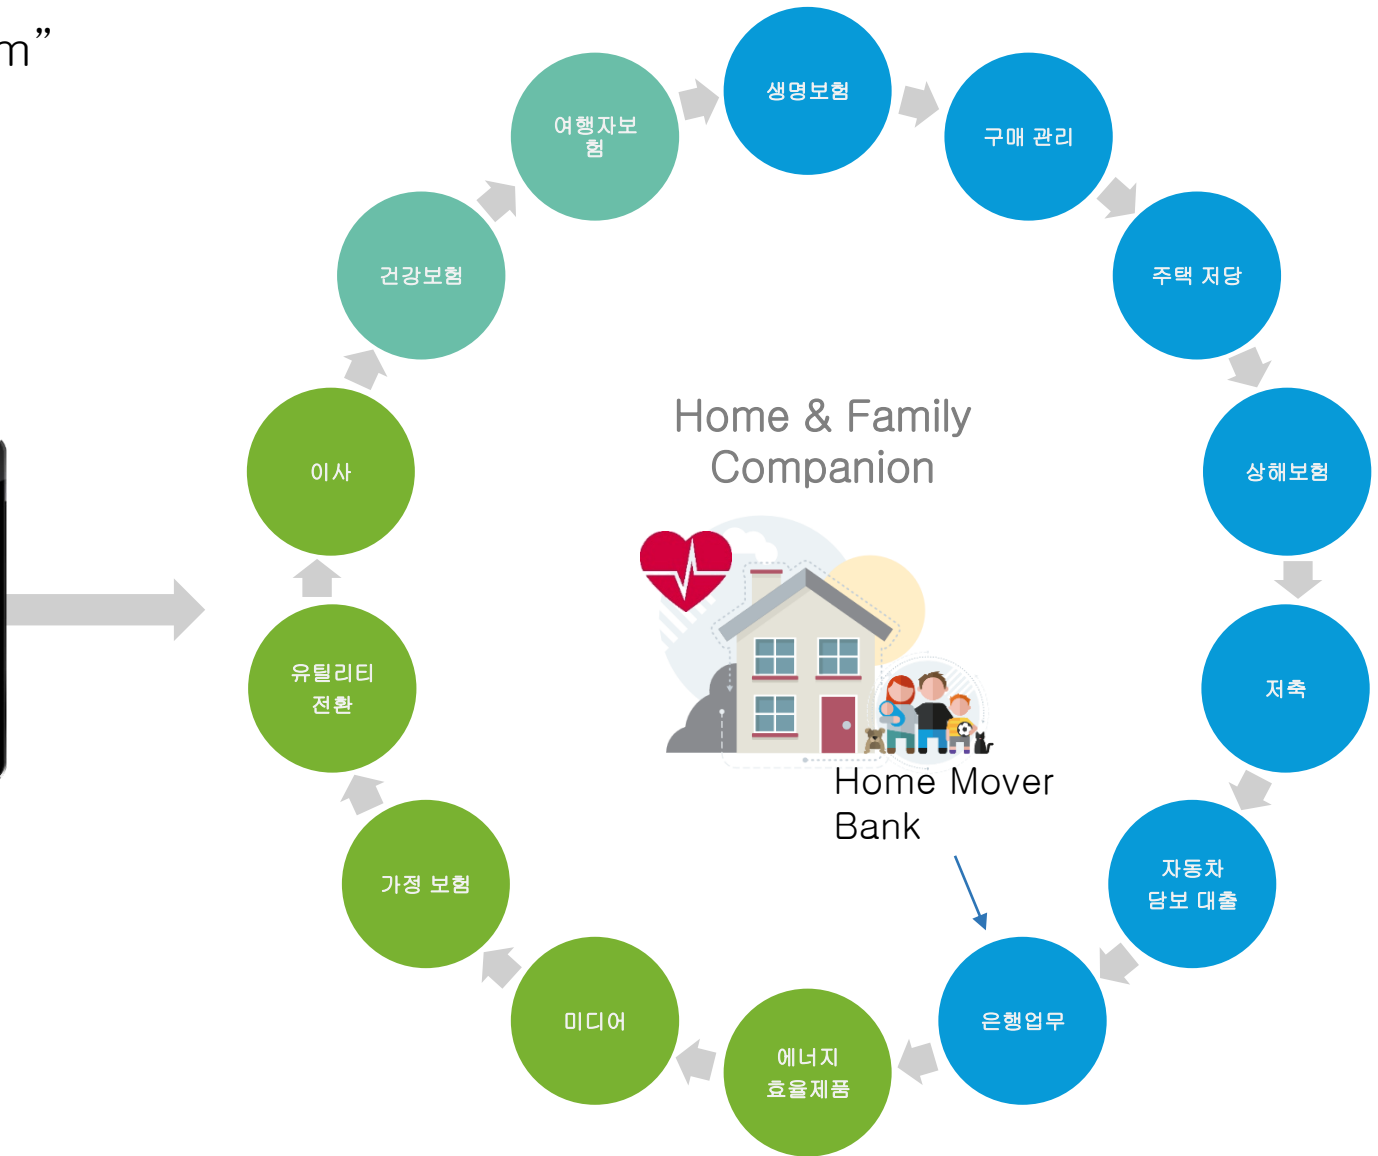 m”
생명보험
구매 관리
주택 저당
상해보험
저축
자동차
담보 대출
은행업무
에너지
효율제품
미디어
가정 보험
유틸리티
전환
이사
건강보험
여행자보
험
Home & Family
Companion
Home Mover
Bank